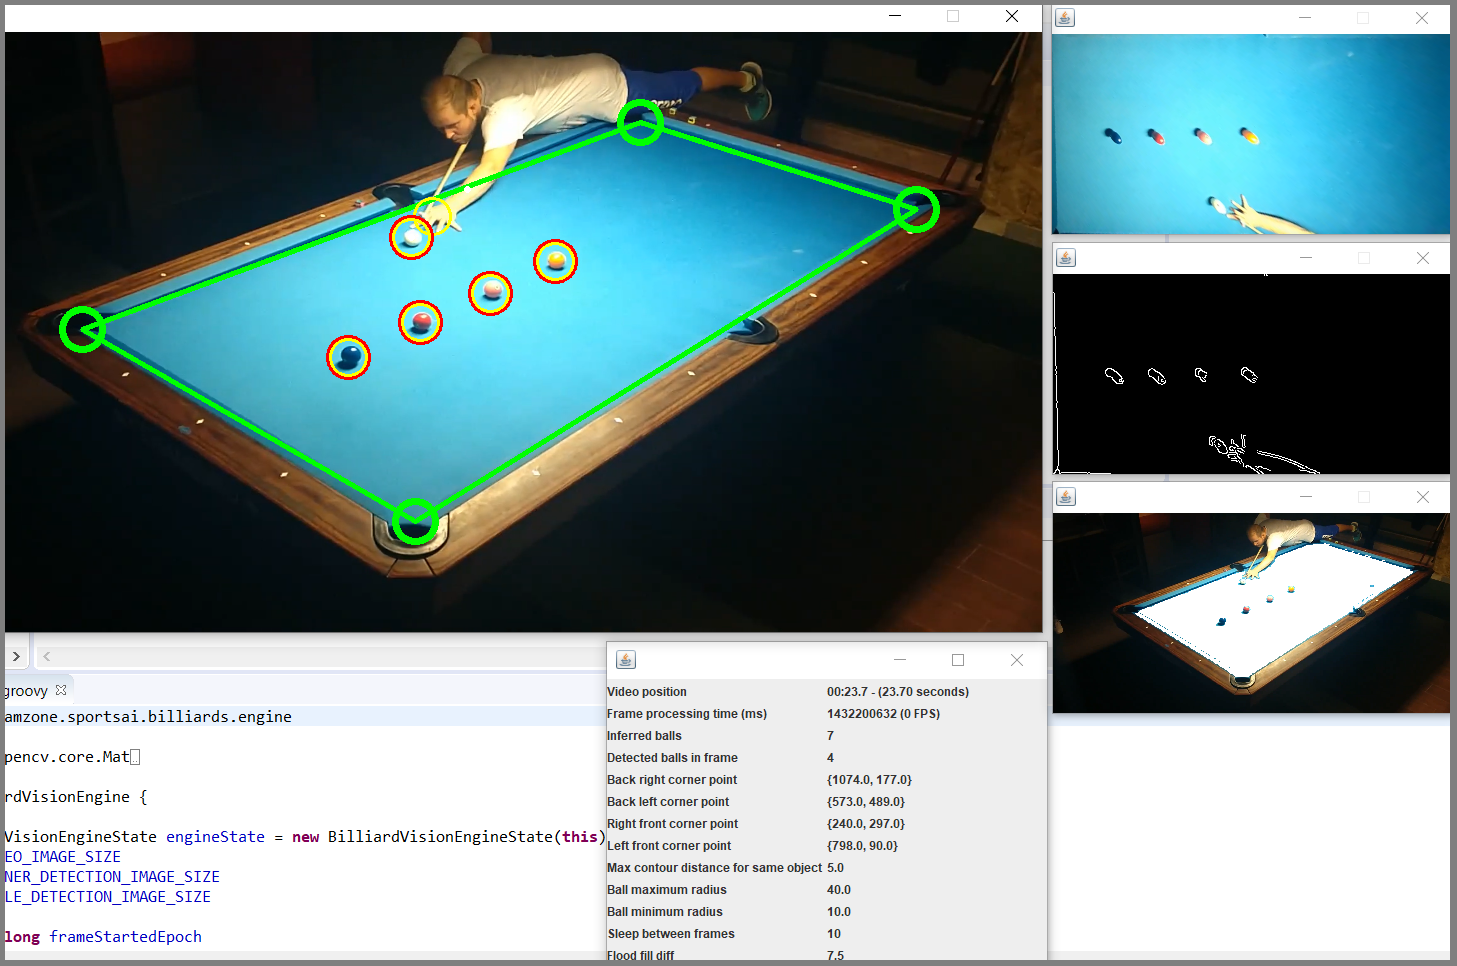 groovy
amzone.sportsai.billiards.engine
pencv.core.Mat
rdVisionEngine {
VisionEngineState engineState = new BilliardVisionEngineState(this)
EO_IMAGE_SIZE
NER_DETECTION_IMAGE_SIZE
LE_DETECTION_IMAGE_SIZE
long frameStartedEpoch
Video position 00:23.7 - (23.70 seconds)
Frame processing time (ms) 1432200632 (0 FPS)
Inferred balls 7
Detected balls in frame 4
Back right corner point {1074.0, 177.0}
Back left corner point {573.0, 489.0}
Right front corner point {240.0, 297.0}
Left front corner point {798.0, 90.0}
Max contour distance for same object 5.0
Ball maximum radius 40.0
Ball minimum radius 10.0
Sleep between frames 10
Flood fill diff 7.5